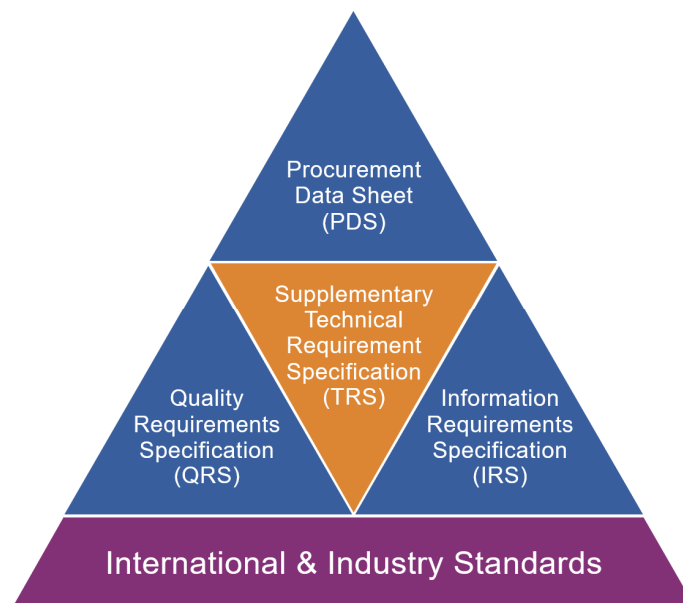 Procurement
Data Sheet
(PDS)
Supplementary
Technical
Requirement
Specification
(TRS)
Quality
Requirements
Specification
(QRS)
Information
Requirements
Specification
(IRS)
International & Industry Standards